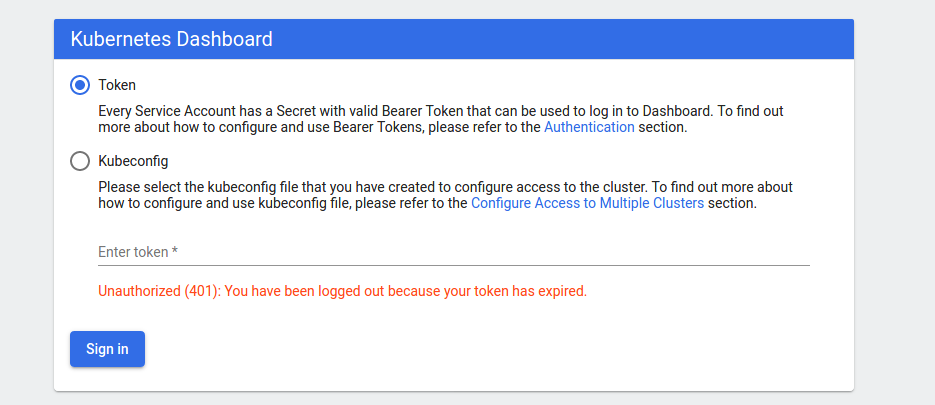 Kubernetes Dashboard
Token
Every Service Account has a Secret with valid Bearer Token that can be used to log in to Dashboard. To find out
more about how to configure and use Bearer Tokens, please refer to the Authentication section.
Kubeconfig
Please select the kubeconfig file that you have created to configure access to the cluster. To find out more about
how to configure and use kubeconfig file, please refer to the Configure Access to Multiple Clusters section.
Enter token *
Unauthorized (401): You have been logged out because your token has expired.
Sign in